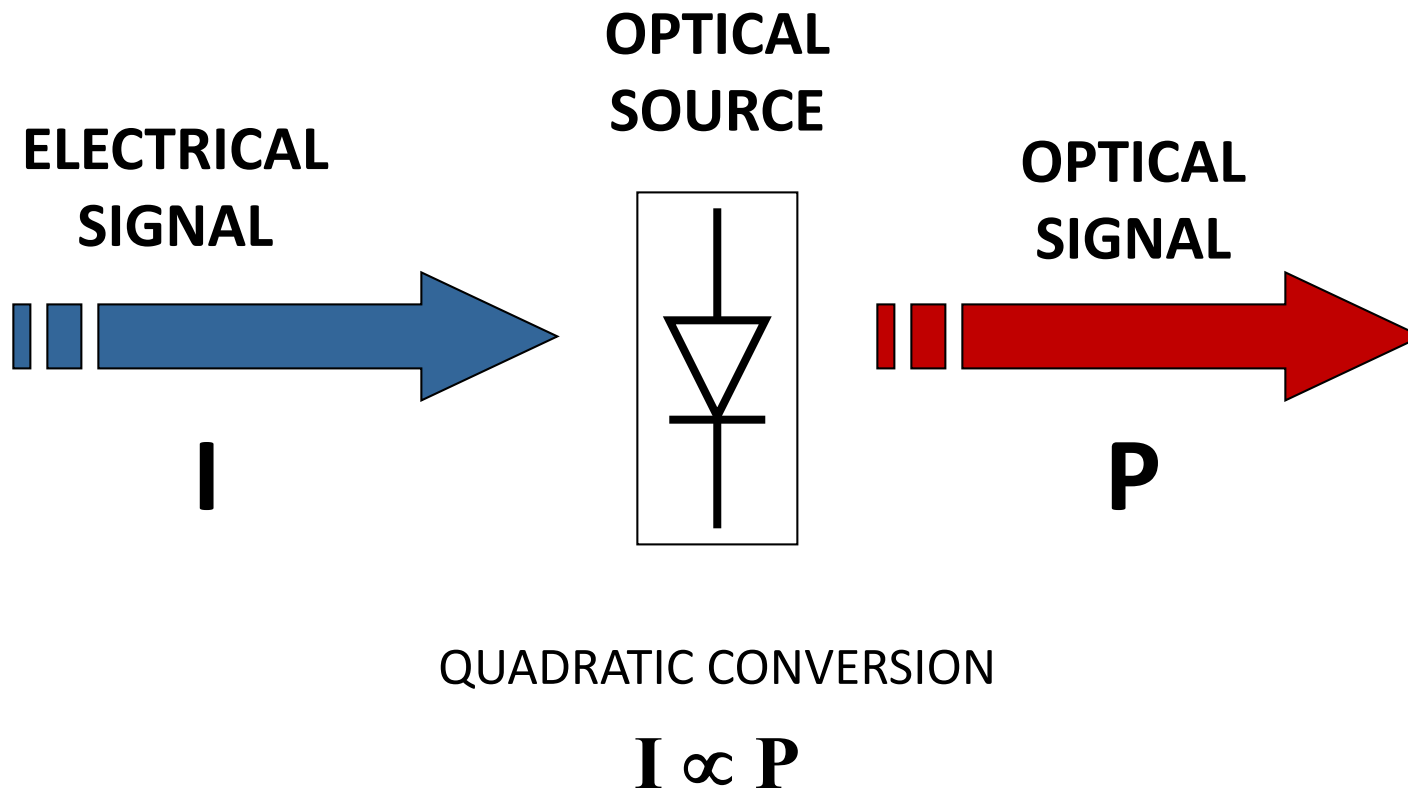 OPTICAL
SOURCE
ELECTRICAL
SIGNAL
OPTICAL
SIGNAL
I
P
QUADRATIC CONVERSION
I ∝ P